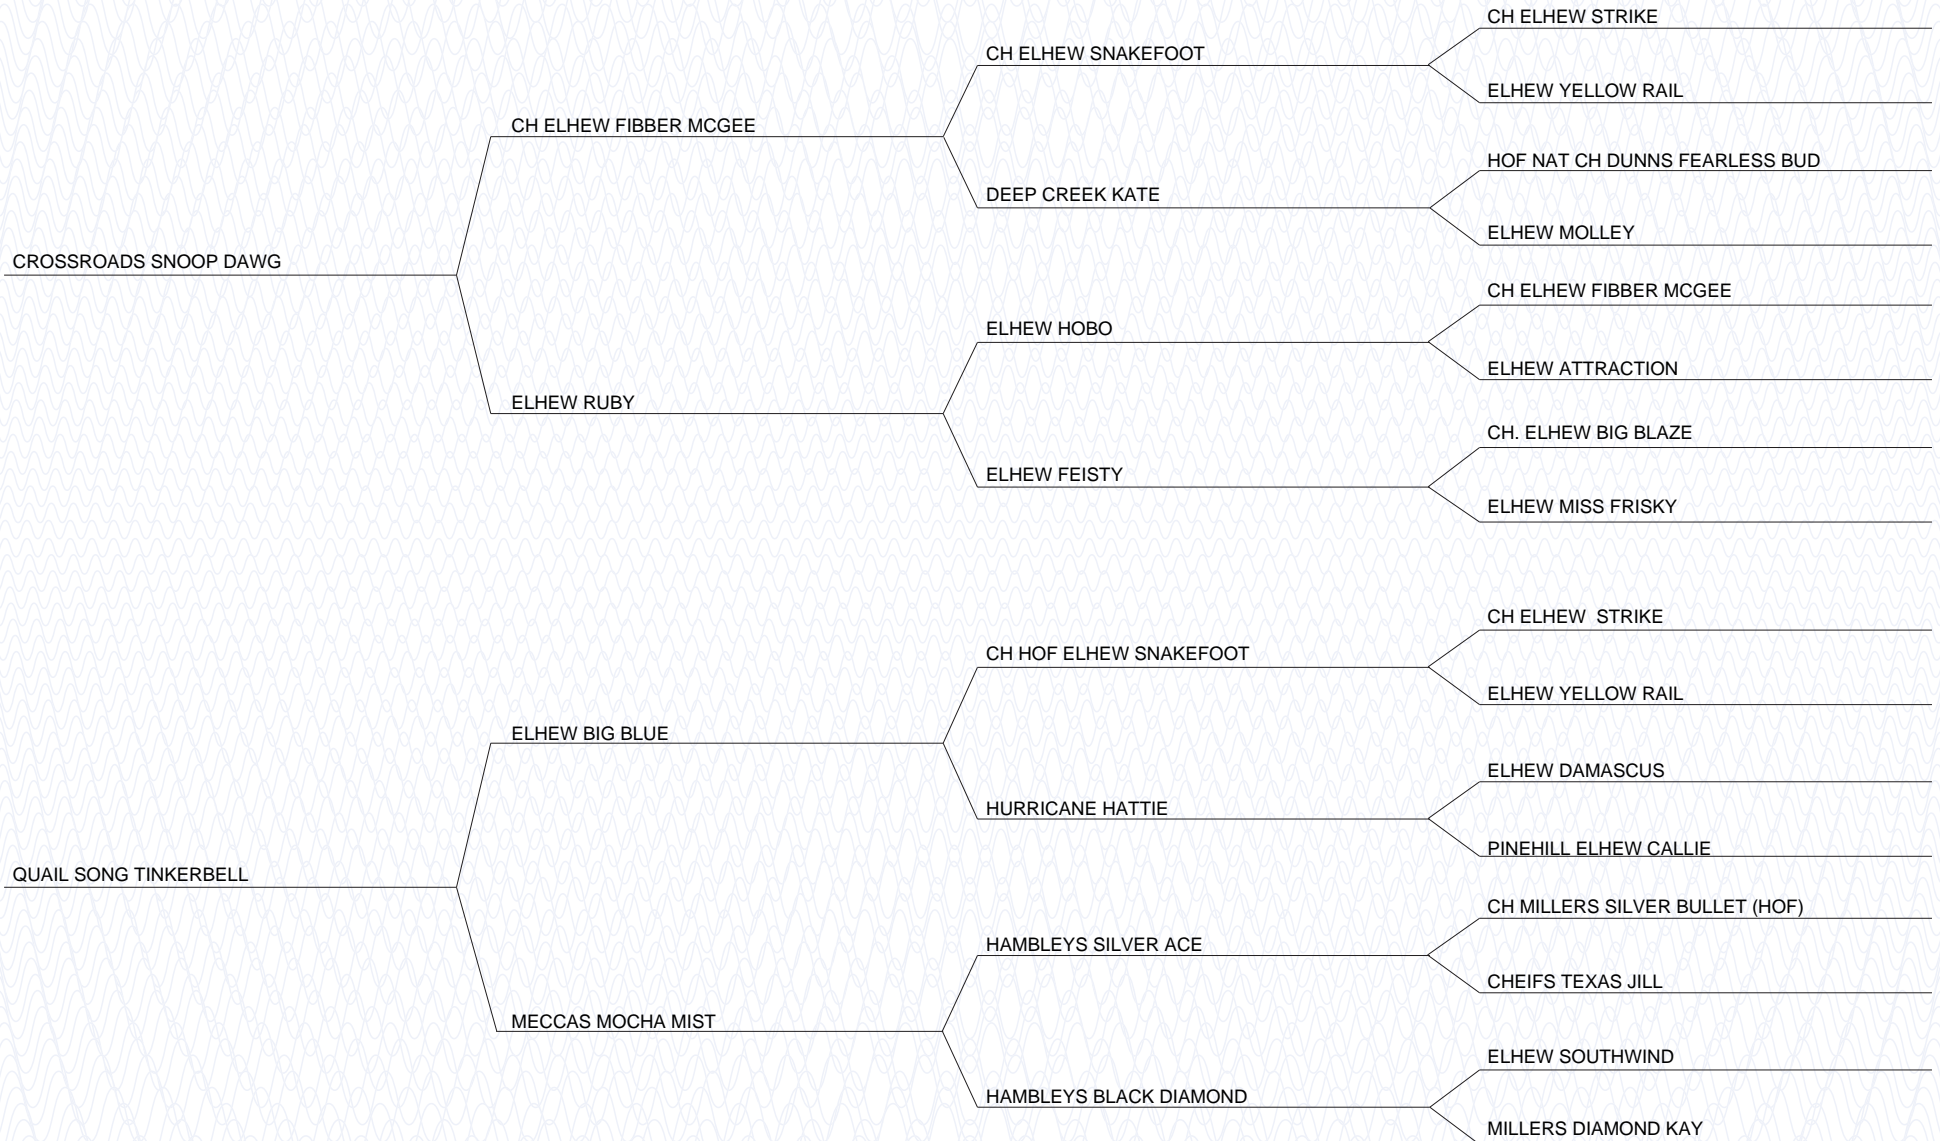 CH ELHEW STRIKE
CH ELHEW SNAKEFOOT
ELHEW YELLOW RAIL
CH ELHEW FIBBER MCGEE
HOF NAT CH DUNNS FEARLESS BUD
DEEP CREEK KATE
ELHEW MOLLEY
CROSSROADS SNOOP DAWG
CH ELHEW FIBBER MCGEE
ELHEW HOBO
ELHEW ATTRACTION
ELHEW RUBY
CH. ELHEW BIG BLAZE
ELHEW FEISTY
ELHEW MISS FRISKY
CH ELHEW  STRIKE
CH HOF ELHEW SNAKEFOOT
ELHEW YELLOW RAIL
ELHEW BIG BLUE
ELHEW DAMASCUS
HURRICANE HATTIE
PINEHILL ELHEW CALLIE
QUAIL SONG TINKERBELL
CH MILLERS SILVER BULLET (HOF)
HAMBLEYS SILVER ACE
CHEIFS TEXAS JILL
MECCAS MOCHA MIST
ELHEW SOUTHWIND
HAMBLEYS BLACK DIAMOND
MILLERS DIAMOND KAY